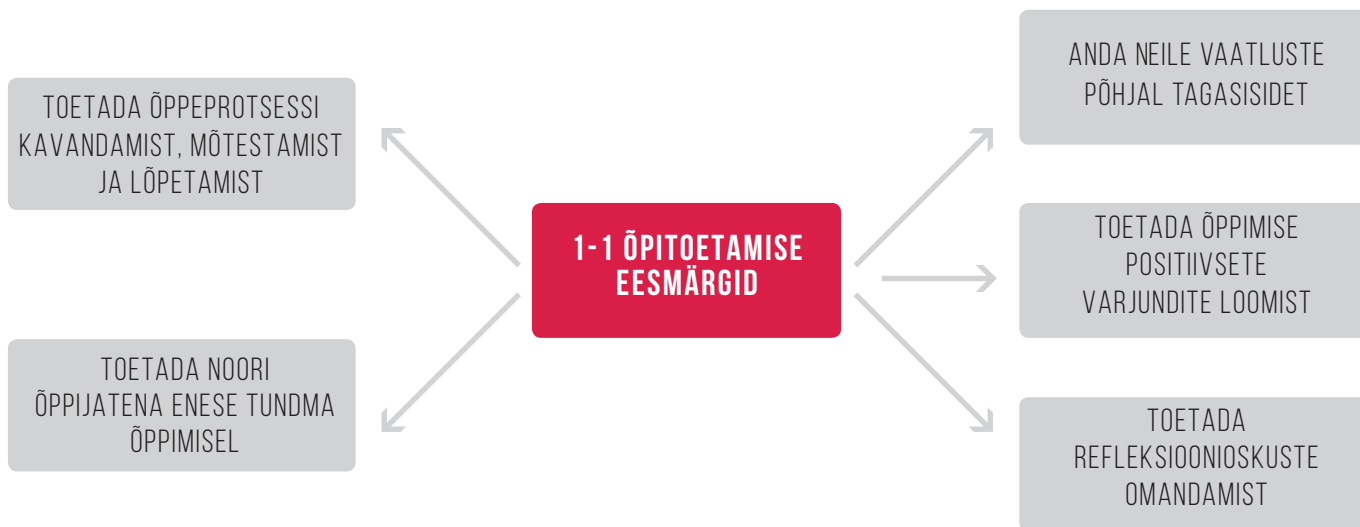 TOETADA ÕPPEPROTSESSI
KAVANDAMIST, MÕTESTAMIST
JA LÕPETAMIST
TOETADA NOORI
ÕPPIJATENA ENESE TUNDMA
ÕPPIMISEL
1-1 ÕPITOETAMISE
EESMÄRGID
ANDA NEILE VAATLUSTE
PÕHJAL TAGASISIDET
TOETADA ÕPPIMISE
POSITIIVSETE
VARJUNDITE LOOMIST
TOETADA
REFLEKSIOONIOSKUSTE
OMANDAMIST